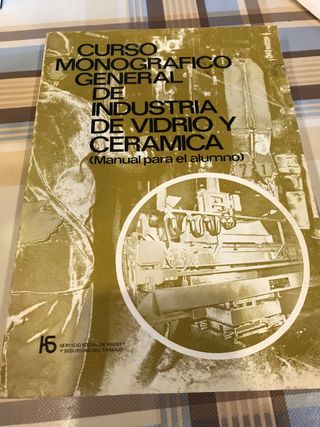 CURSO
MONOGRAFICO
GENERAL
DE
INDUSTRIA
DE VIDRIO Y
CERAMICA
(Manual para el alumno)
71
SERVICIO SOCIAL DE HIGIENE
Y SEGURIDAD DEL TRABAJO